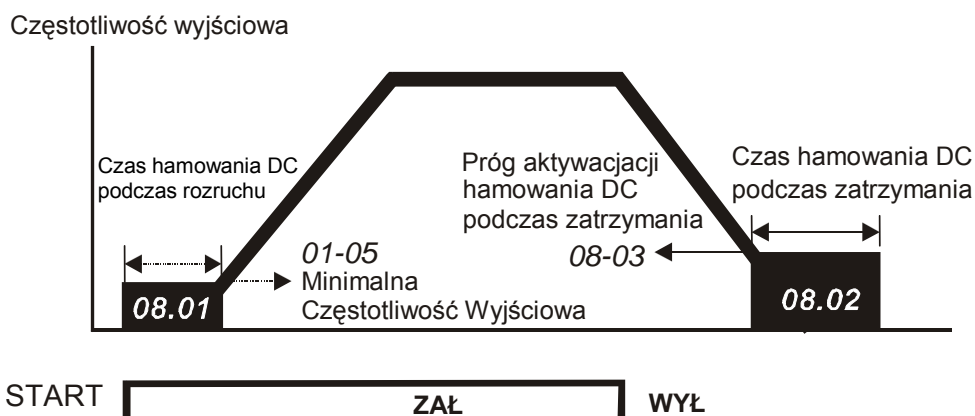 Częstotliwość wyjściowa
Czas hamowania DC
podczas rozruchu
Próg aktywacjacji
hamowania DC
podczas zatrzymania
Czas hamowania DC
podczas zatrzymania
01-05
Minimalna
Częstotliwość Wyjściowa
08-03
08.01
08.02
START
ZAŁ
WYŁ